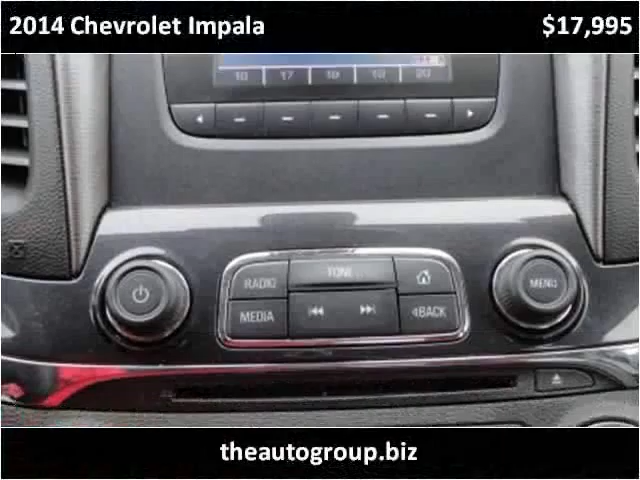 2014 Chevrolet Impala $17,995
16 17 18 19 20
RADIO TONE
MEDIA BACK MENU
theautogroup.biz